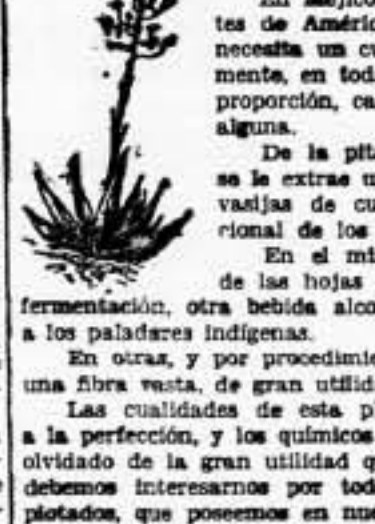 En Méjico
tes de Améric
necesita un cu
mente, en tod
proporción, ca
alguna.
De la pit
se le extrae u
vasijas de cu
rional de los
En el mi
de las hojas
fermentación, otra bebida alco
a los paladares indígenas.
En otras, y por procedimie
una fibra vasta, de gran utilid
Las cualidades de esta p
a la perfección, y los químicos
olvidado de la gran utilidad q
debemos interesarnos por tod
plotados, que poseemos en nue